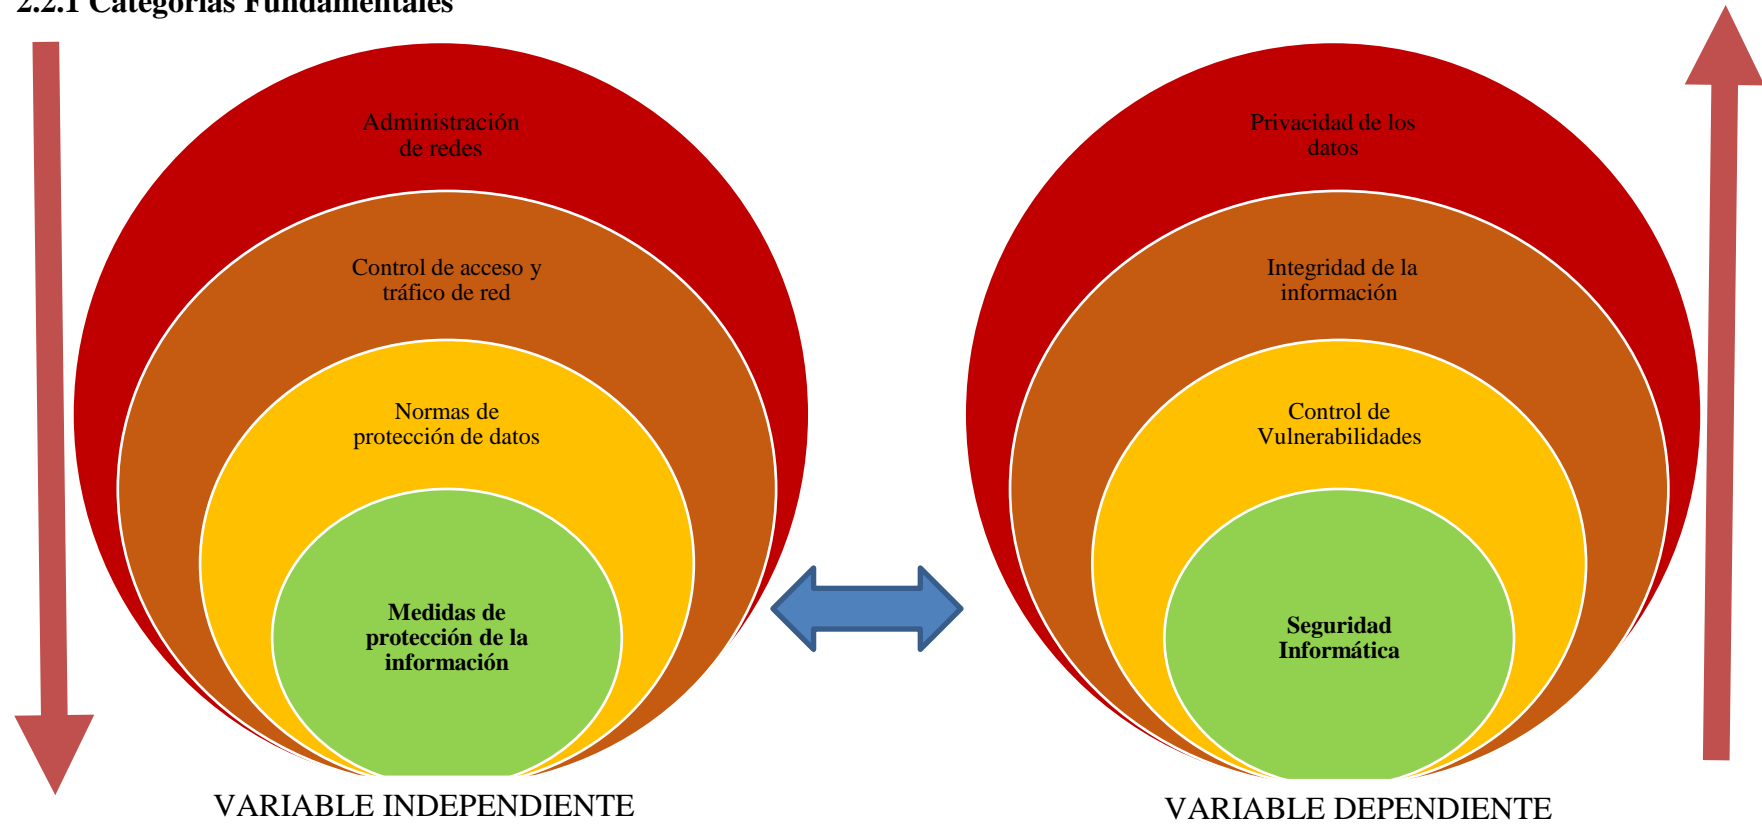 2.2.1 Categorías Fundamentales
Administración
de redes
Control de acceso y
tráfico de red
Normas de
protección de datos
Medidas de
protección de la
información
VARIABLE INDEPENDIENTE
Privacidad de los
datos
Integridad de la
información
Control de
Vulnerabilidades
Seguridad
Informática
VARIABLE DEPENDIENTE